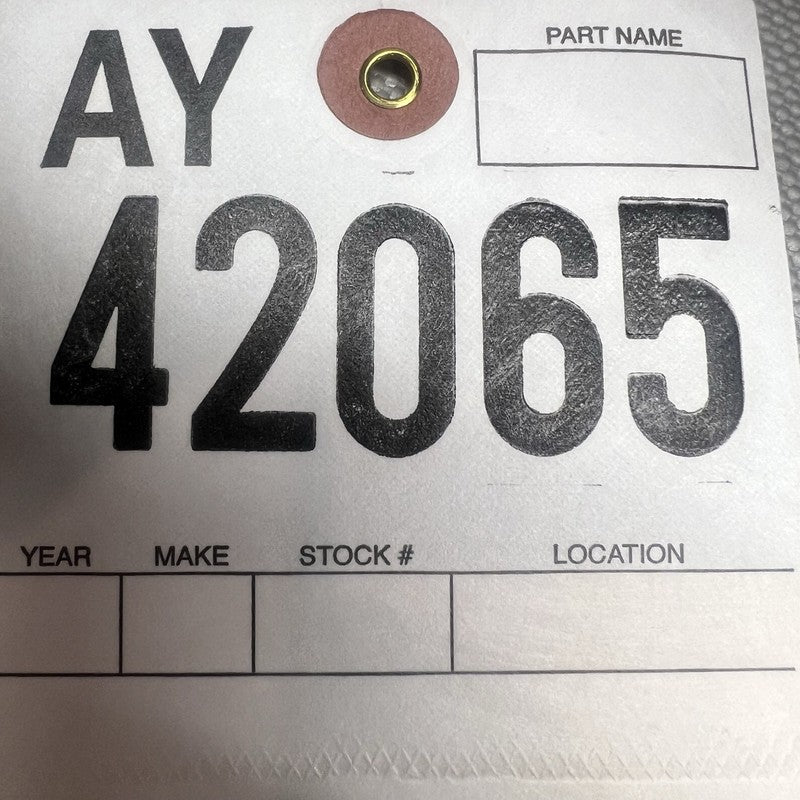 AY
PART NAME
42065
YEAR MAKE STOCK # LOCATION